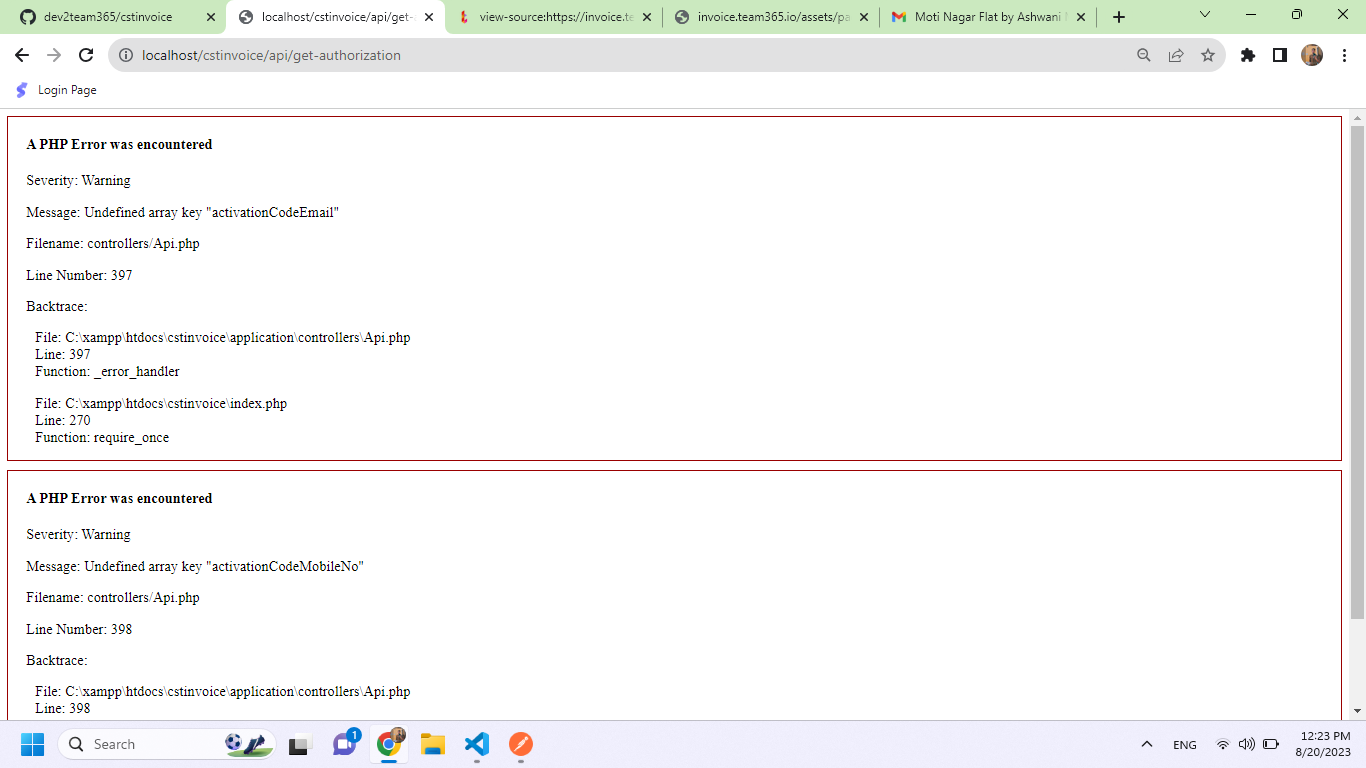 dev2team365/cstinvoice
localhost/cstinvoice/api/get-a
view-source:https://invoice.te
invoice.team365.io/assets/pa
Moti Nagar Flat by Ashwani
localhost/cstinvoice/api/get-authorization
Login Page
A PHP Error was encountered
Severity: Warning
Message: Undefined array key "activationCodeEmail"
Filename: controllers/Api.php
Line Number: 397
Backtrace:
File: C:\xampp\htdocs\cstinvoice\application\controllers\Api.php
Line: 397
Function: _error_handler
File: C:\xampp\htdocs\cstinvoice\index.php
Line: 270
Function: require_once
A PHP Error was encountered
Severity: Warning
Message: Undefined array key "activationCodeMobileNo"
Filename: controllers/Api.php
Line Number: 398
Backtrace:
File: C:\xampp\htdocs\cstinvoice\application\controllers\Api.php
Line: 398
Search
1
ENG
12:23 PM
8/20/2023